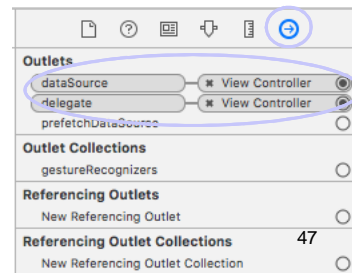 Outlets
dataSource × View Controller
delegate × View Controller
prefetchDataSource
Outlet Collections
gestureRecognizers
Referencing Outlets
New Referencing Outlet
Referencing Outlet Collections
47
New Referencing Outlet Collection